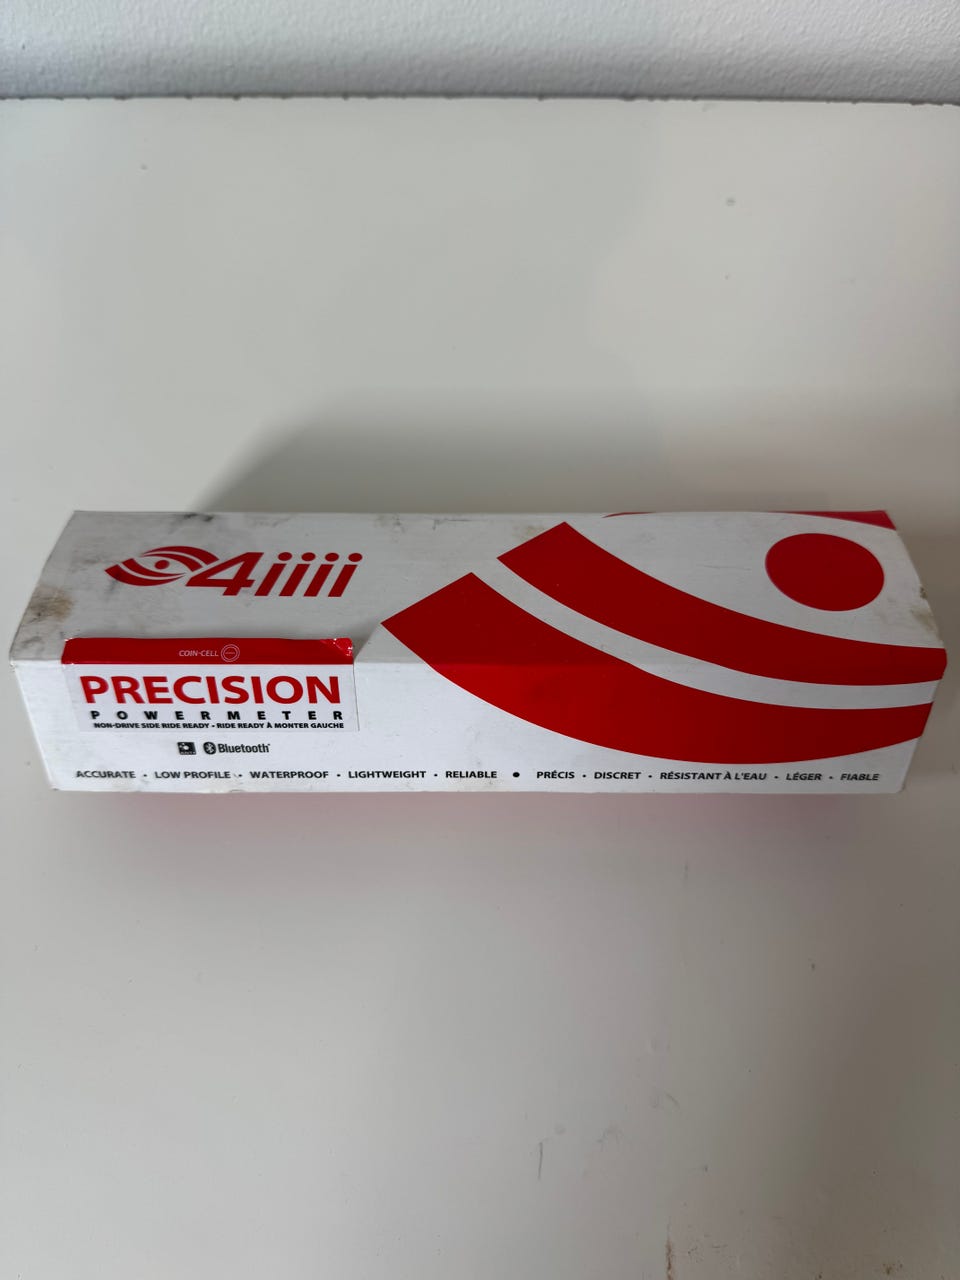 4iiii
COIN-CELL
PRECISION
POWERMETER
NON-DRIVE SIDE RIDE READY • RIDE READY À MONTER GAUCHE
Bluetooth®
ACCURATE • LOW PROFILE • WATERPROOF • LIGHTWEIGHT • RELIABLE ● PRÉCIS • DISCRET • RÉSISTANT À L'EAU • LÉGER • FIABLE